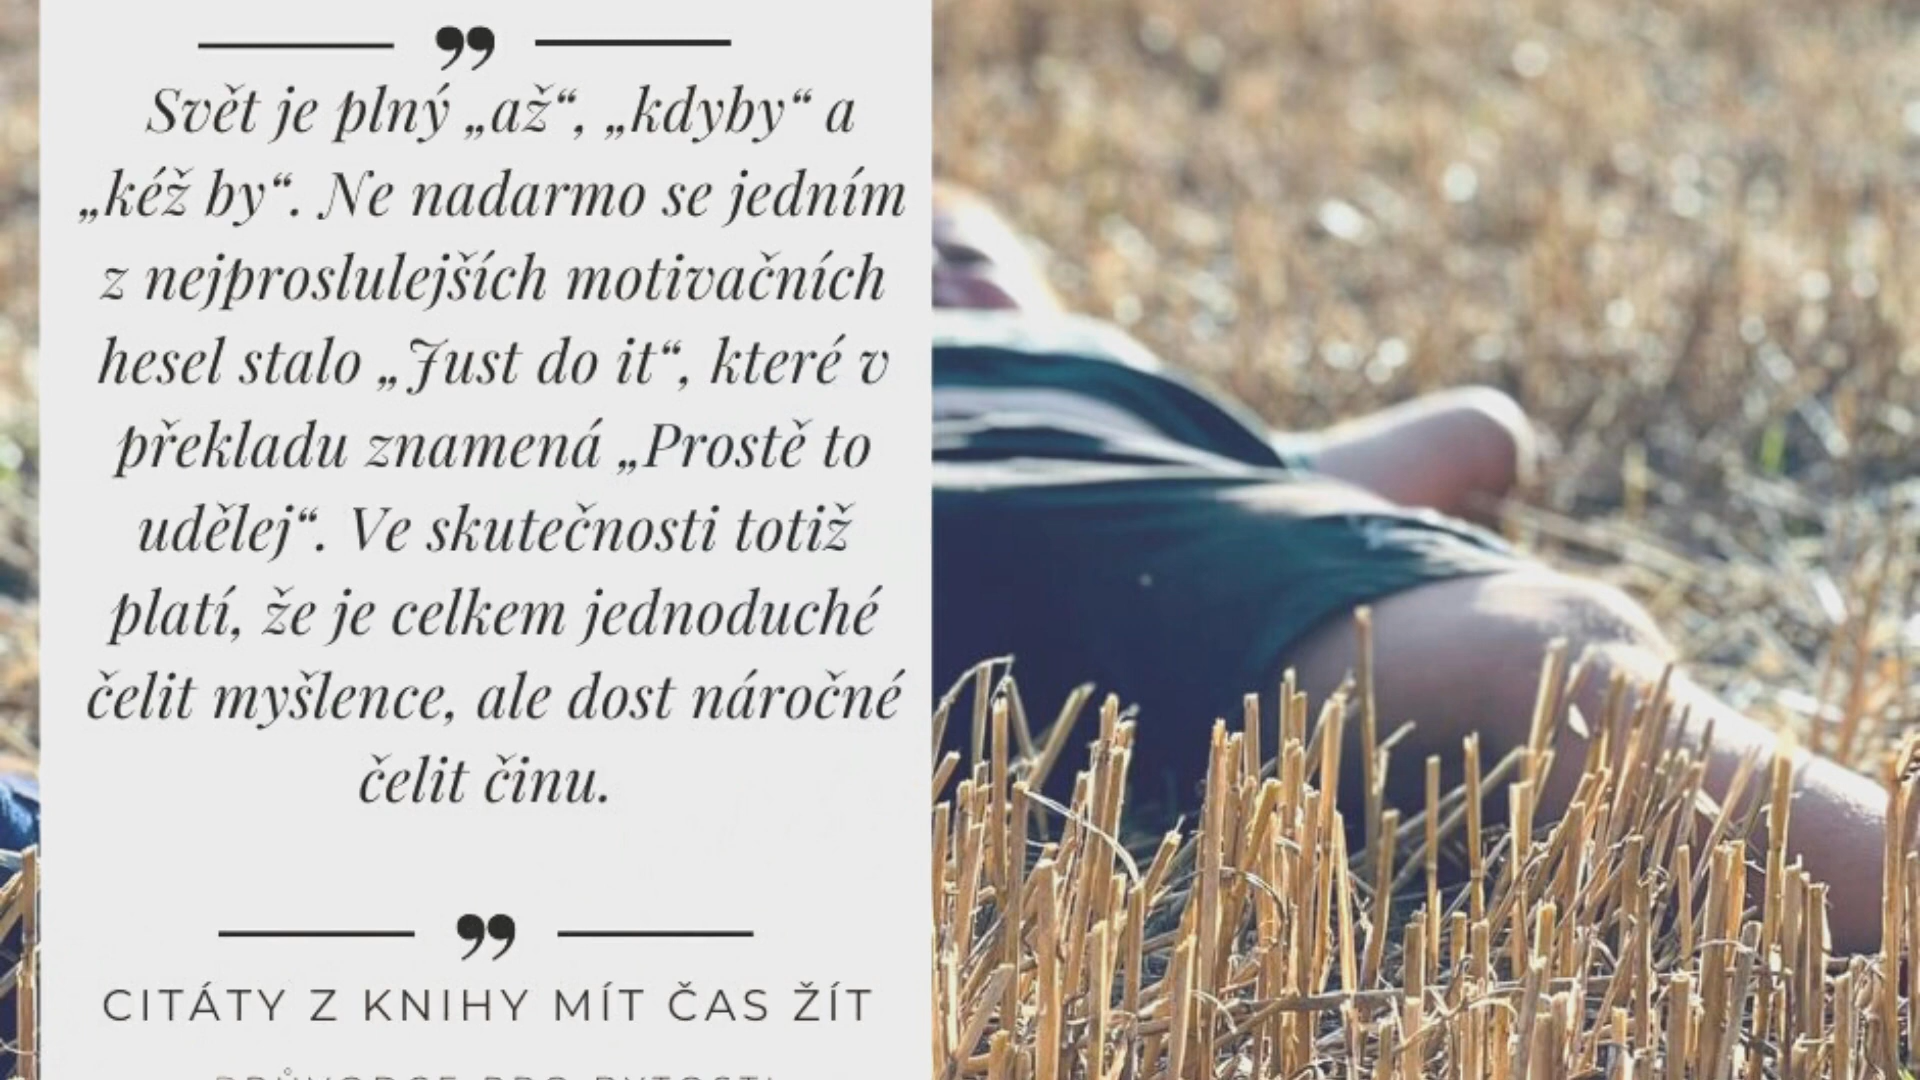 Svět je plný „až“, „kdyby“ a
„kéž by“. Ne nadarmo se jedním
z nejproslulejších motivačních
hesel stalo „Just do it“, které v
překladu znamená „Prostě to
udělej“. Ve skutečnosti totiž
platí, že je celkem jednoduché
čelit myšlence, ale dost náročné
čelit činu.
CITÁTY Z KNIHY MÍT ČAS ŽÍT